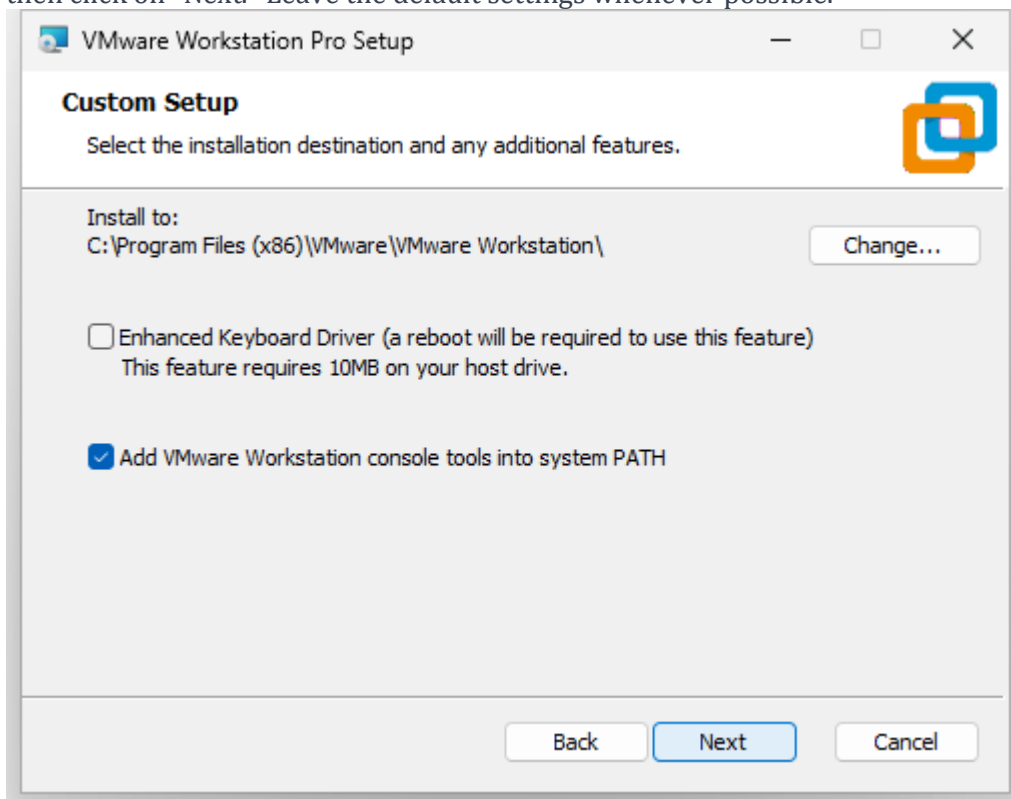 then click on "Next." Leave the default settings whenever possible.
VMware Workstation Pro Setup
Custom Setup
Select the installation destination and any additional features.
Install to:
C:\Program Files (x86)\VMware\VMware Workstation\
Change...
Enhanced Keyboard Driver (a reboot will be required to use this feature)
This feature requires 10MB on your host drive.
Add VMware Workstation console tools into system PATH
Back Next Cancel